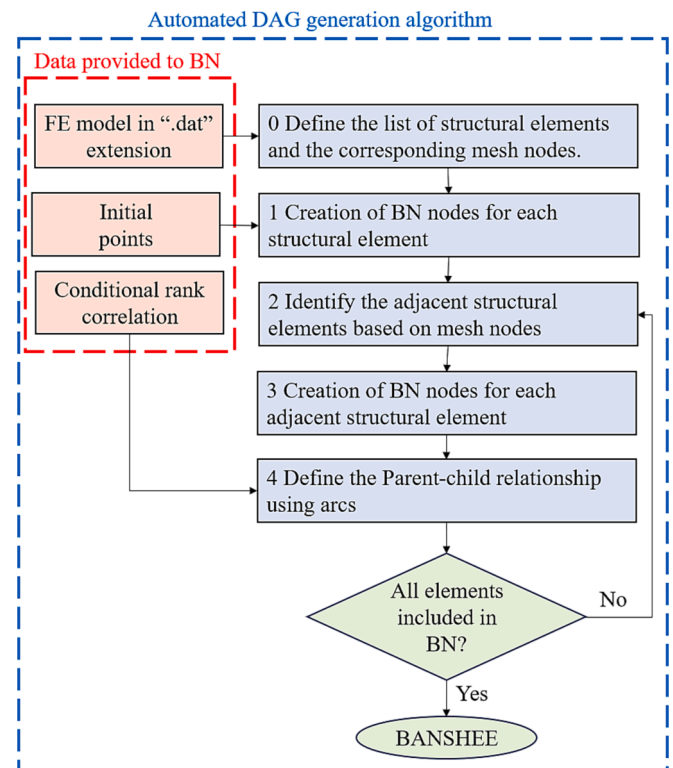 Automated DAG generation algorithm
Data provided to BN
FE model in “.dat”
extension
0 Define the list of structural elements
and the corresponding mesh nodes.
Initial
points
1 Creation of BN nodes for each
structural element
Conditional rank
correlation
2 Identify the adjacent structural
elements based on mesh nodes
3 Creation of BN nodes for each
adjacent structural element
4 Define the Parent-child relationship
using arcs
All elements
included in
BN?
No
Yes
BANSHEE